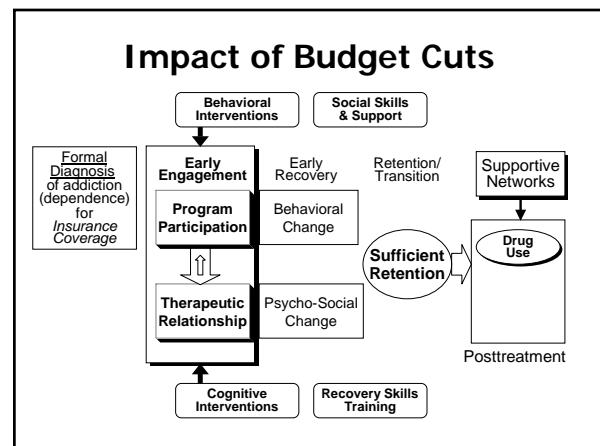 Impact of Budget Cuts
Behavioral
Interventions
Social Skills
& Support
Formal
Diagnosis
of addiction
(dependence)
for
Insurance
Coverage
Early
Engagement
Early
Recovery
Retention/
Transition
Supportive
Networks
Program
Participation
Behavioral
Change
Sufficient
Retention
Drug
Use
Therapeutic
Relationship
Psycho-Social
Change
Posttreatment
Cognitive
Interventions
Recovery Skills
Training